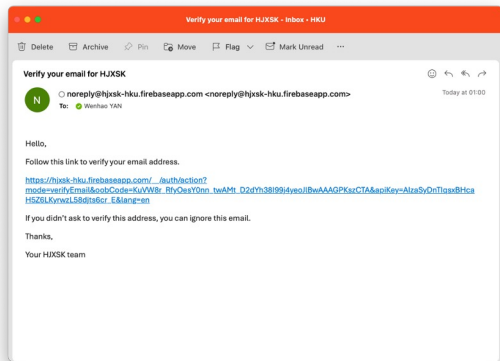 Verify your email for HJXSK • Inbox • HKU
Delete Archive Pin Move Flag Mark Unread ...
Verify your email for HJXSK
N
noreply@hjxsk-hku.firebaseapp.com <noreply@hjxsk-hku.firebaseapp.com>
Today at 01:00
To: Wenhao YAN
Hello,
Follow this link to verify your email address.
https://hjxsk-hku.firebaseapp.com/__/auth/action?
If you didn't ask to verify this address, you can ignore this email.
Thanks,
Your HJXSK team